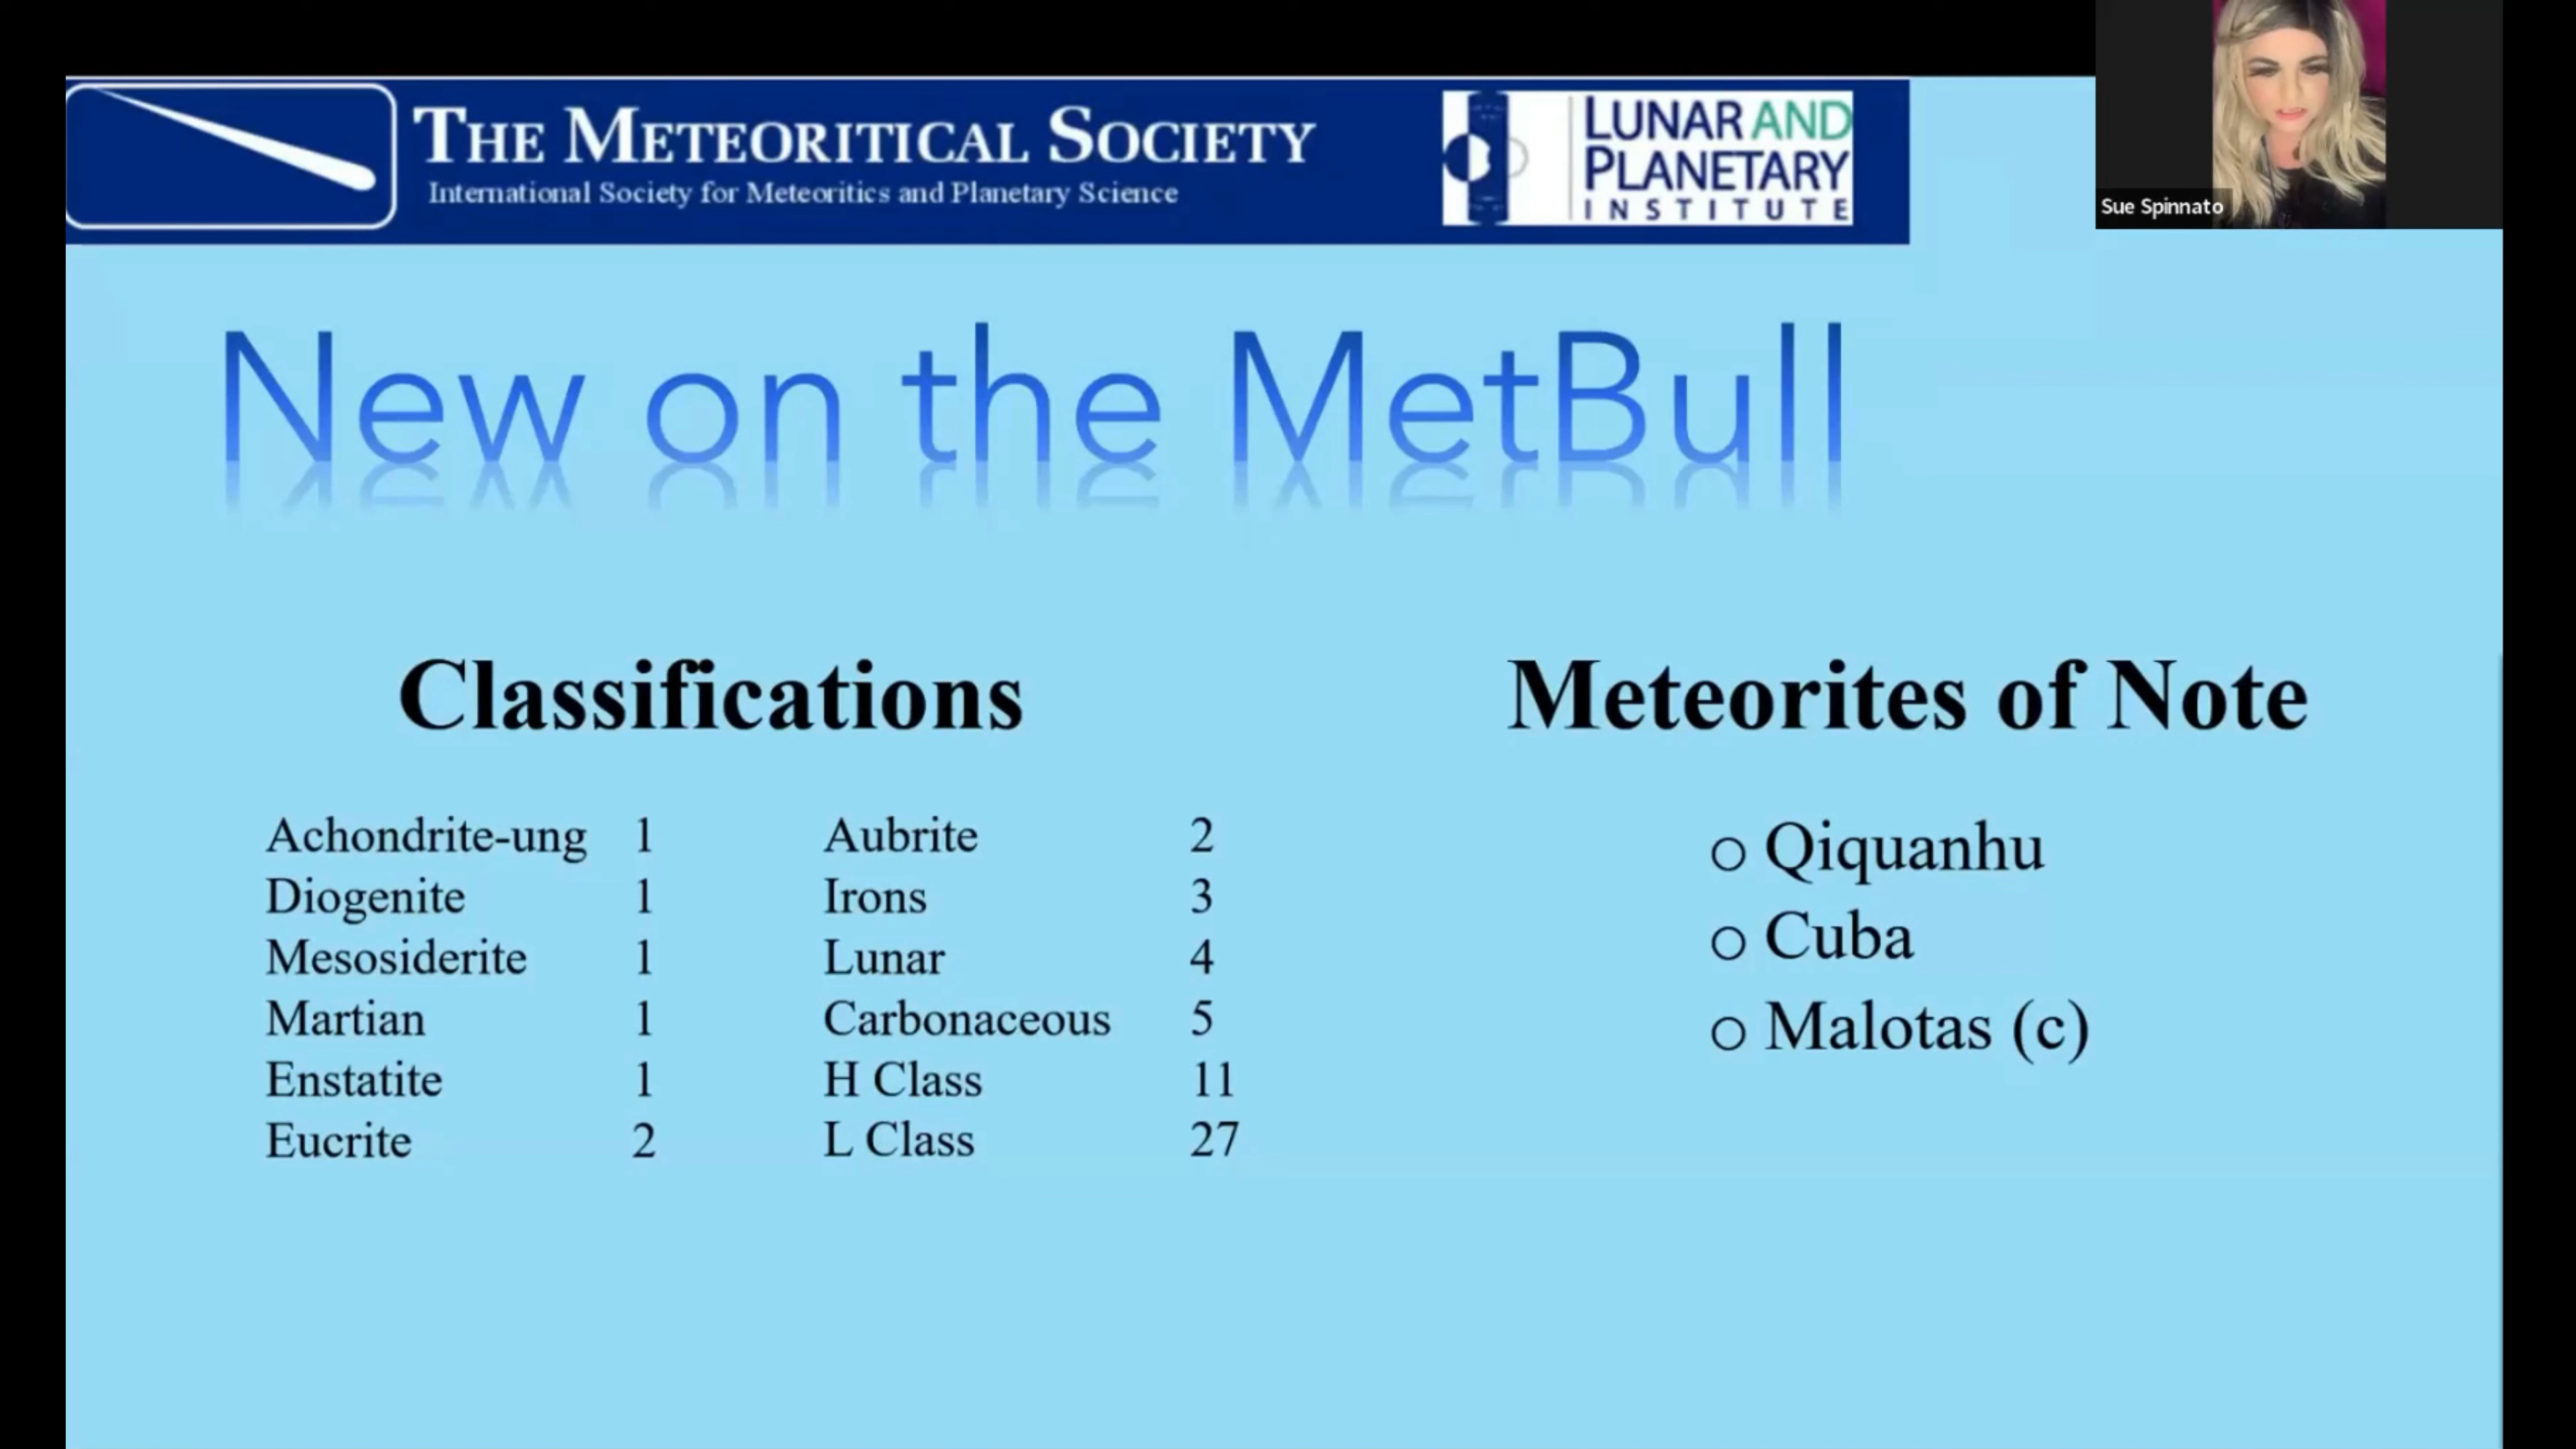 THE METEORITICAL SOCIETY
International Society for Meteoritics and Planetary Science
LUNAR AND
PLANETARY
INSTITUTE
Sue Spinnato
New on the MetBull
Classifications
Achondrite-ung 1 Aubrite 2
Diogenite 1 Irons 3
Mesosiderite 1 Lunar 4
Martian 1 Carbonaceous 5
Enstatite 1 H Class 11
Eucrite 2 L Class 27
Meteorites of Note
Qiquanhu
Cuba
Malotas (c)